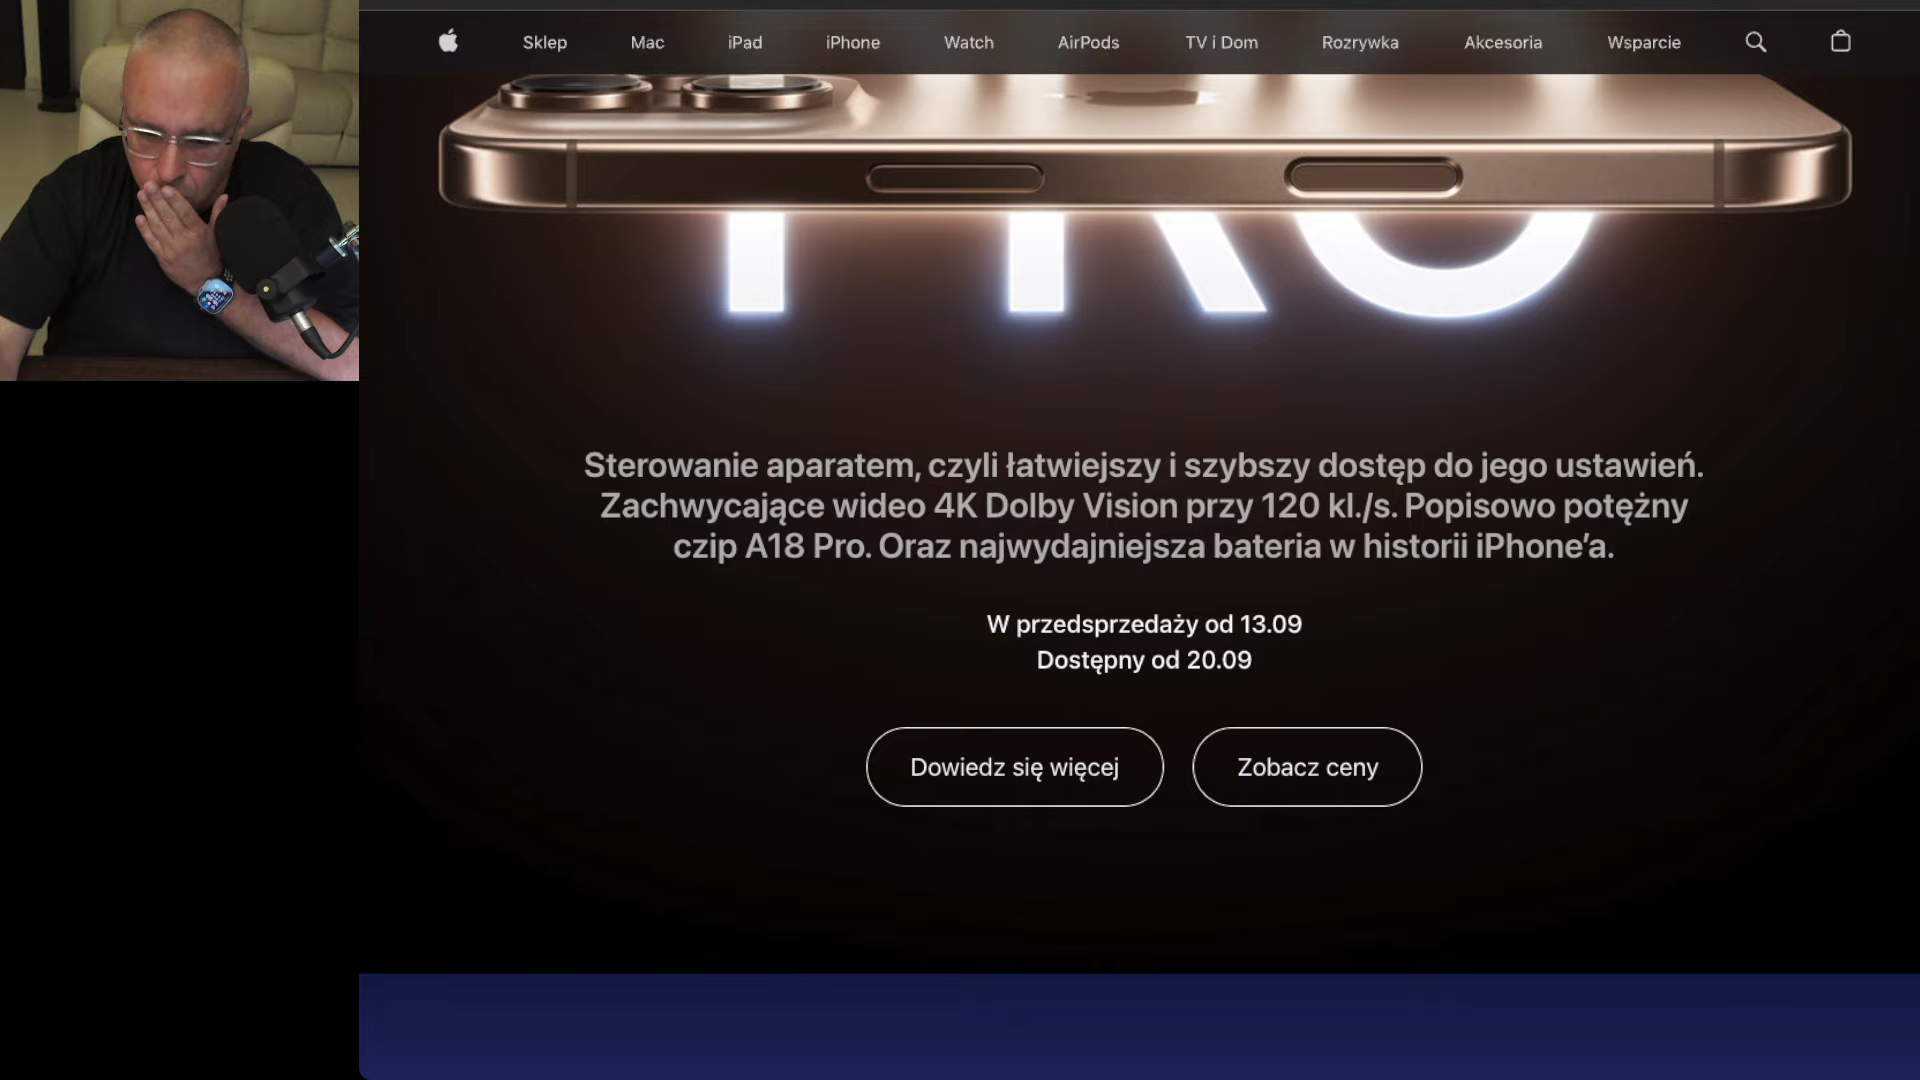 Sklep Mac iPad iPhone Watch AirPods TV i Dom Rozrywka Akcesoria Wsparcie
PRO
Sterowanie aparatem, czyli łatwiejszy i szybszy dostęp do jego ustawień.
Zachwycające wideo 4K Dolby Vision przy 120 kl./s. Popisowo potężny
czip A18 Pro. Oraz najwydajniejsza bateria w historii iPhone’a.
W przedsprzedaży od 13.09
Dostępny od 20.09
Dowiedz się więcej Zobacz ceny